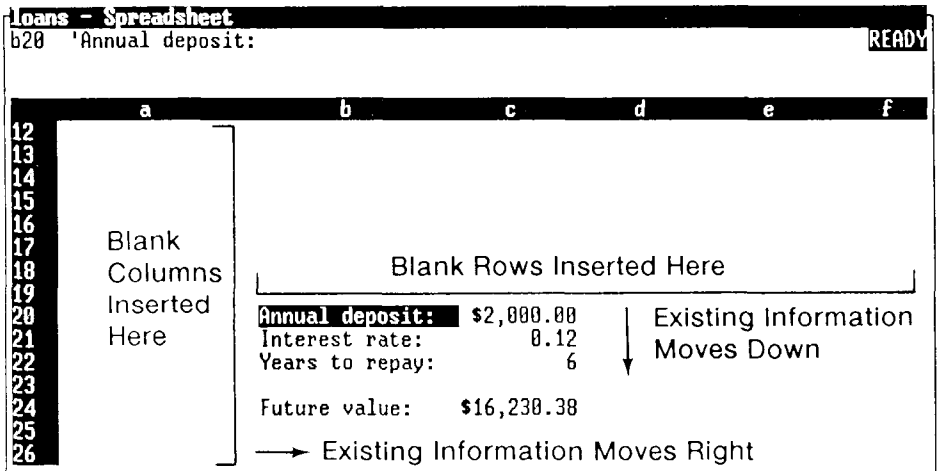 loans - Spreadsheet
b20 'Annual deposit: READY
a b c d e f
12
13
14
15
16
17
18
19
20 Annual deposit: $2,000.00
21 Interest rate: 0.12
22 Years to repay: 6
23
24 Future value: $16,230.38
25
26
Blank
Columns
Inserted
Here
Blank Rows Inserted Here
Existing Information
Moves Down
Existing Information Moves Right